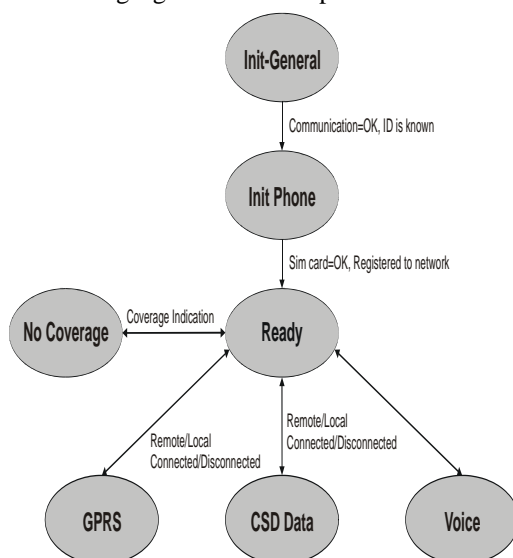 Init-General
Communication=OK, ID is known
Init Phone
Sim card=OK, Registered to network
Coverage Indication
No Coverage
Ready
Remote/Local
Connected/Disconnected
Remote/Local
Connected/Disconnected
GPRS
CSD Data
Voice